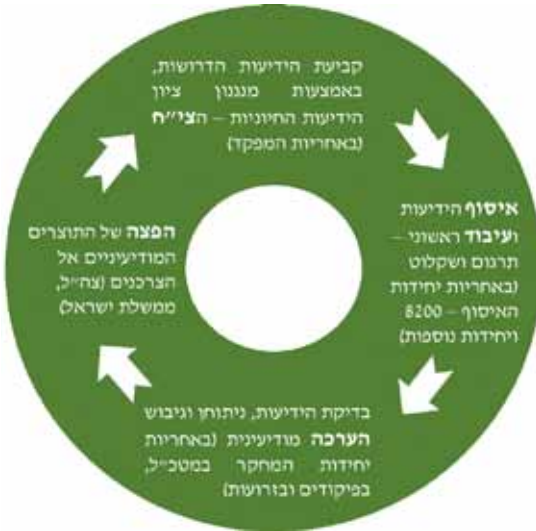 קביעת הידיעות הדרושות,
באמצעות מנגנון ציון
הידיעות החיוניות – הצי״ח
(באחריות המפקד)
איסוף הידיעות
ועיבוד ראשוני –
תרגום ושקלוט
(באחריות יחידות
האיסוף – 8200
ויחידות נוספות)
בדיקת הידיעות, ניתוחן וגיבוש
הערכה מודיעינית (באחריות
יחידות המחקר במטכ״ל,
בפיקודים ובזרועות)
הפצה של התוצרים
המודיעיניים אל
הצרכנים (צה״ל,
ממשלת ישראל)